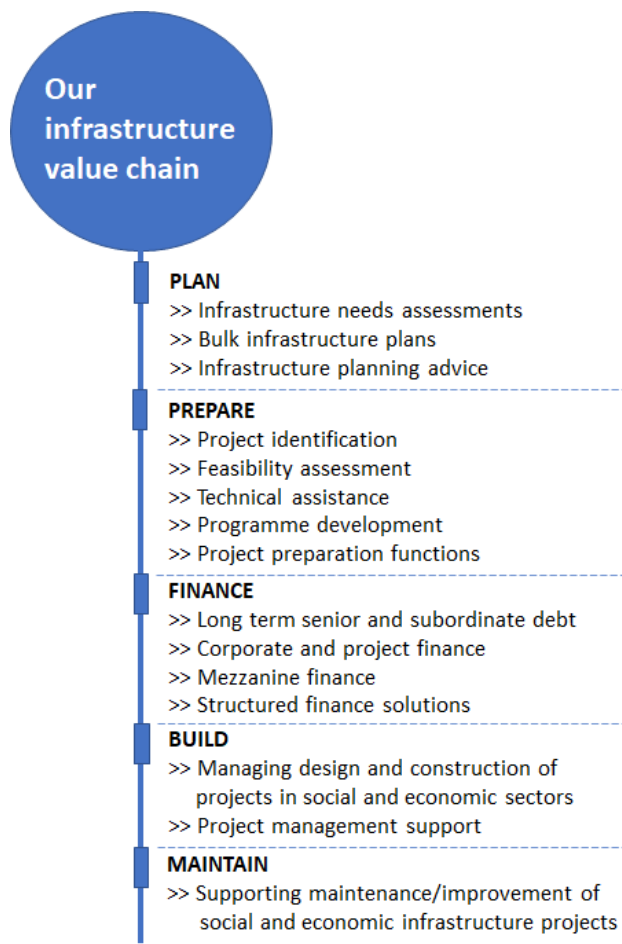 Our
infrastructure
value chain
PLAN
>> Infrastructure needs assessments
>> Bulk infrastructure plans
>> Infrastructure planning advice
PREPARE
>> Project identification
>> Feasibility assessment
>> Technical assistance
>> Programme development
>> Project preparation functions
FINANCE
>> Long term senior and subordinate debt
>> Corporate and project finance
>> Mezzanine finance
>> Structured finance solutions
BUILD
>> Managing design and construction of
projects in social and economic sectors
>> Project management support
MAINTAIN
>> Supporting maintenance/improvement of
social and economic infrastructure projects